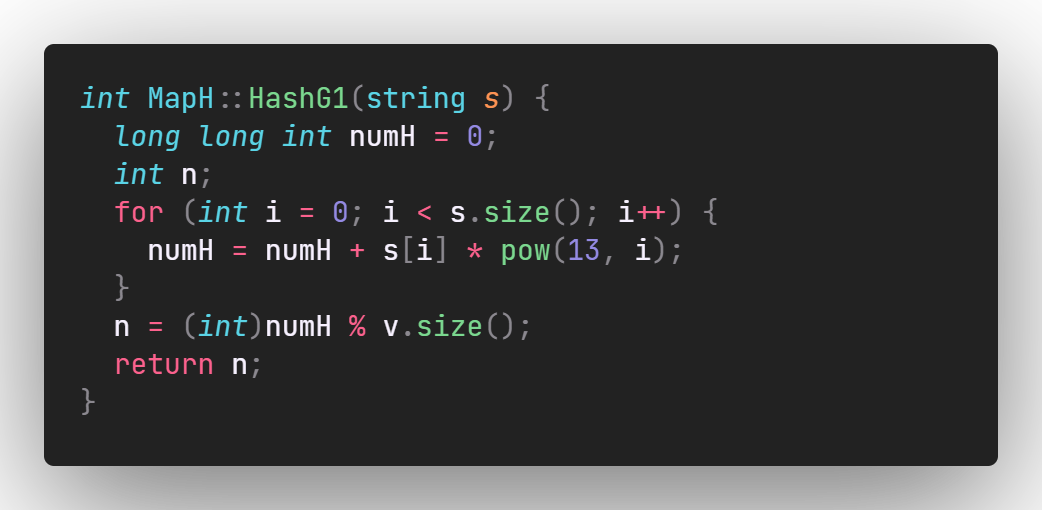 int MapH::HashG1(string s) {
  long long int numH = 0;
  int n;
  for (int i = 0; i < s.size(); i++) {
    numH = numH + s[i] * pow(13, i);
  }
  n = (int)numH % v.size();
  return n;
}